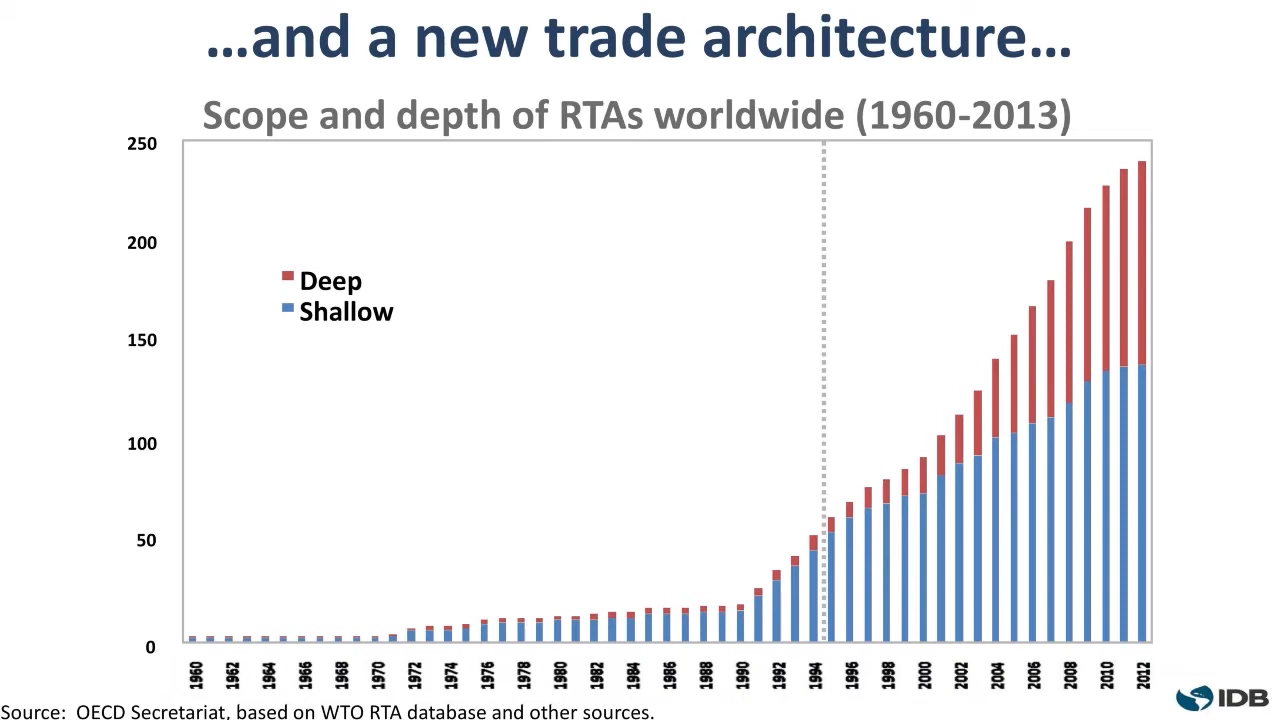 …and a new trade architecture…
Scope and depth of RTAs worldwide (1960-2013)
250
200
150
100
50
0
Deep
Shallow
1960 1962 1964 1966 1968 1970 1972 1974 1976 1978 1980 1982 1984 1986 1988 1990 1992 1994 1996 1998 2000 2002 2004 2006 2008 2010 2012
Source: OECD Secretariat, based on WTO RTA database and other sources.
IDB